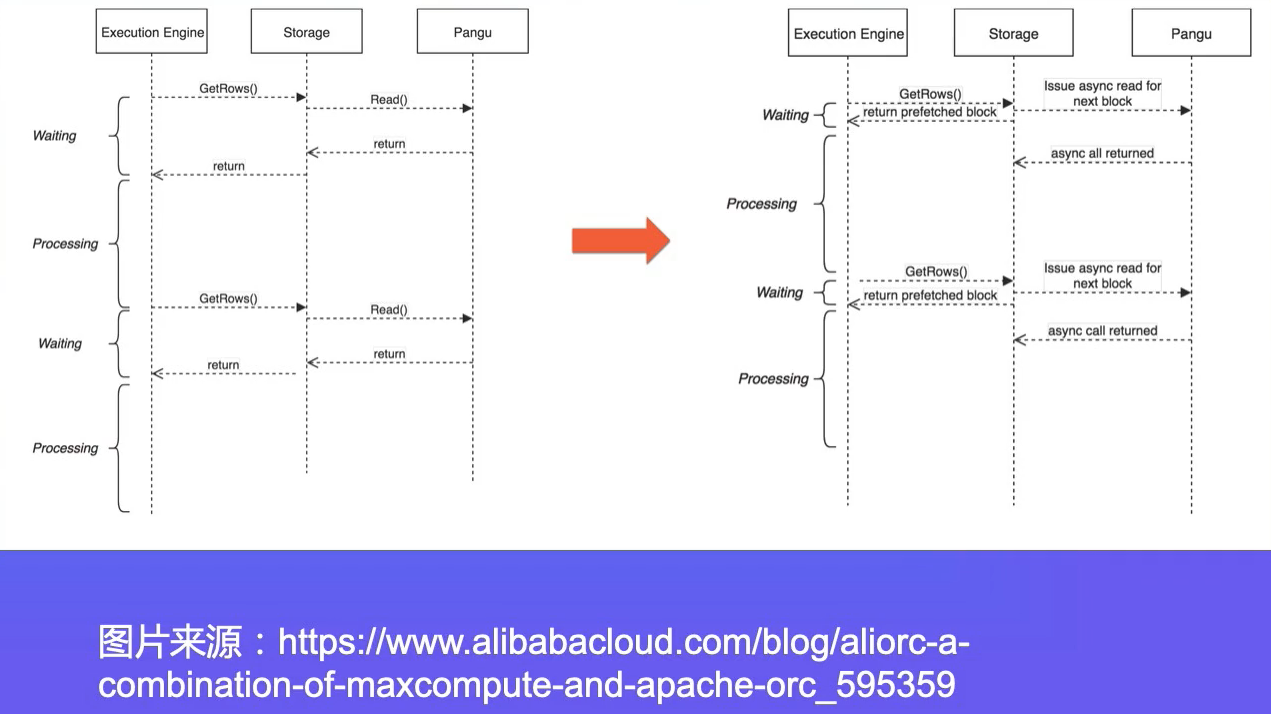 Execution Engine
Storage
Pangu
GetRows()
Read()
Waiting
return
return
Processing
GetRows()
Read()
Waiting
return
return
Processing
Execution Engine
Storage
Pangu
GetRows()
Issue async read for
next block
Waiting
return prefetched block
async all returned
Processing
GetRows()
Issue async read for
next block
Waiting
return prefetched block
async call returned
Processing
图片来源：https://www.alibabacloud.com/blog/aliorc-a-
combination-of-maxcompute-and-apache-orc_595359